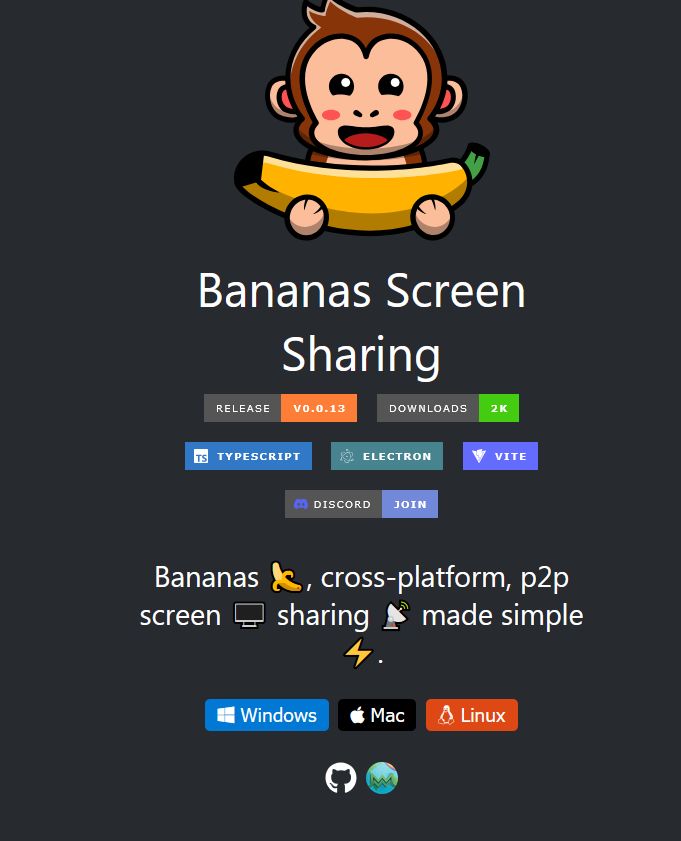 Bananas Screen
Sharing
RELEASE V0.0.13 DOWNLOADS 2K
TS TYPESCRIPT ELECTRON VITE
DISCORD JOIN
Bananas 🍌, cross-platform, p2p
screen 🖥️ sharing 📡 made simple
⚡.
Windows Mac Linux